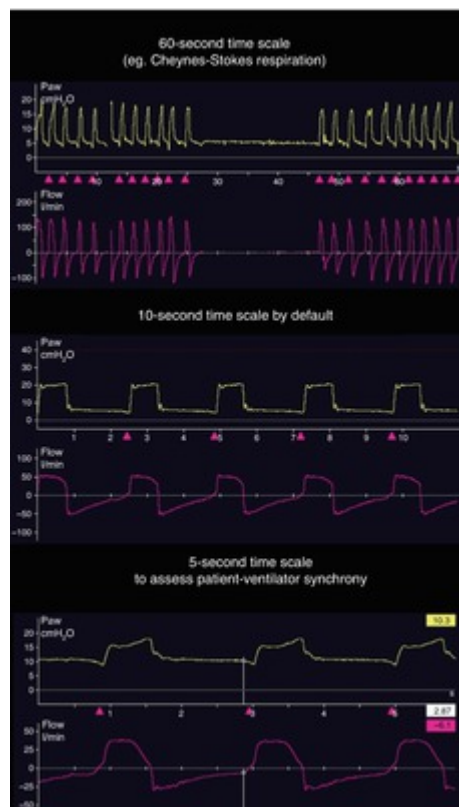 60-second time scale
(eg. Cheynes-Stokes respiration)
Paw
cmH2O
20
15
10
5
0
10 20 30 40 50
Flow
l/min
200
100
0
-100
10-second time scale by default
Paw
cmH2O
40
20
0
1 2 3 4 5 6 7 8 9 10
Flow
l/min
100
50
0
-50
-100
5-second time scale
to assess patient-ventilator synchrony
Paw
cmH2O
10.3
20
15
10
5
0
s
1 2 3 4 5
2.87
Flow
l/min
50
25
0
-25
-50